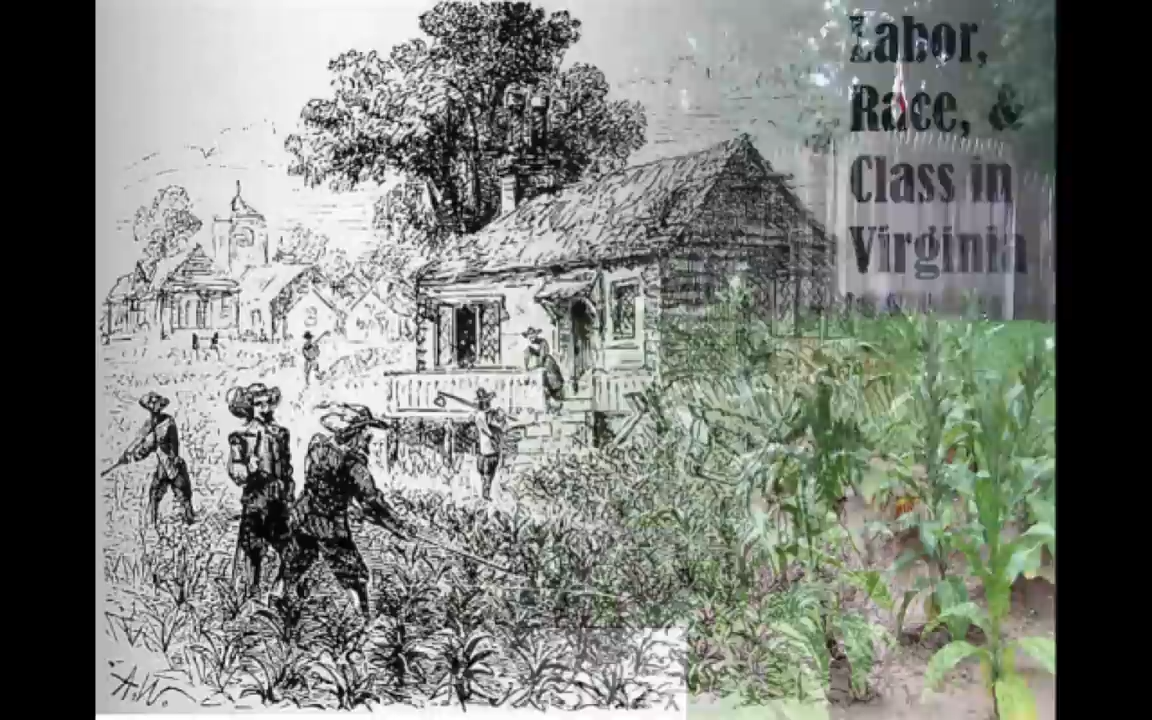 Labor,
Race, &
Class in
Virginia
A.W.